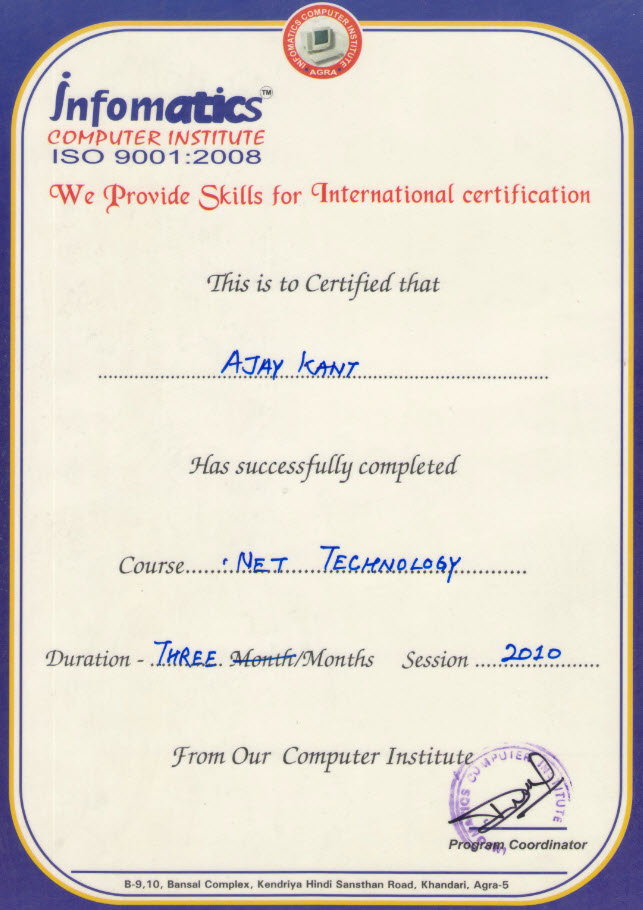 INFOMATICS COMPUTER INSTITUTE
AGRA
Infomatics™
COMPUTER INSTITUTE
ISO 9001:2008
We Provide Skills for International certification
This is to Certified that
AJAY KANT
Has successfully completed
Course .NET TECHNOLOGY
Duration - THREE Month/Months Session 2010
From Our Computer Institute
INFOMATICS COMPUTER INSTITUTE
Program Coordinator
B-9,10, Bansal Complex, Kendriya Hindi Sansthan Road, Khandari, Agra-5